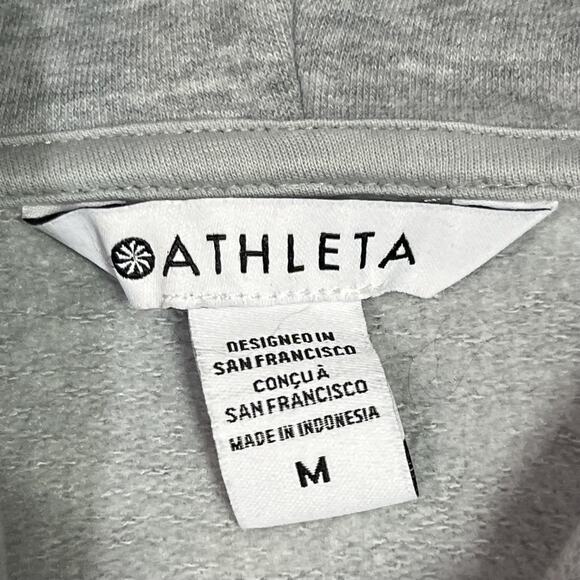 ATHLETA
DESIGNED IN
SAN FRANCISCO
CONÇU À
SAN FRANCISCO
MADE IN INDONESIA
M